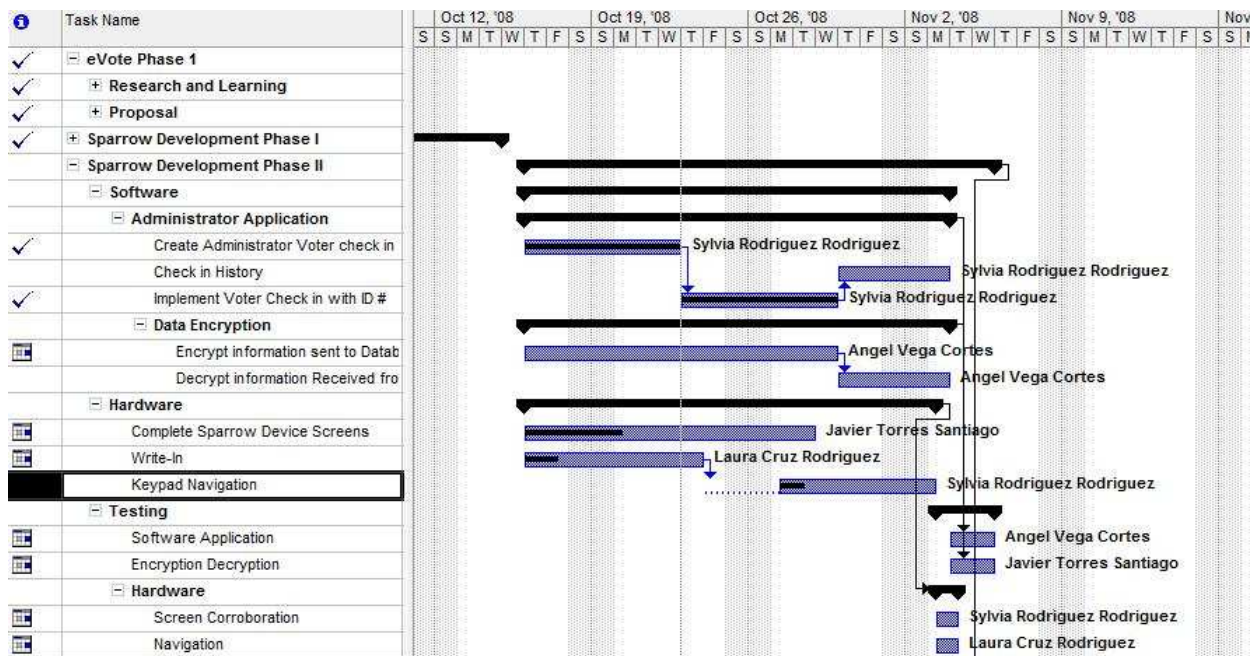 Task Name Oct 12, '08 Oct 19, '08 Oct 26, '08 Nov 2, '08 Nov 9, '08 Nov
S S M T W T F S S M T W T F S S M T W T F S S M T W T F S S M T W T F S S M
eVote Phase 1
Research and Learning
Proposal
Sparrow Development Phase I
Sparrow Development Phase II
Software
Administrator Application
Create Administrator Voter check in Sylvia Rodriguez Rodriguez
Check in History Sylvia Rodriguez Rodriguez
Implement Voter Check in with ID # Sylvia Rodriguez Rodriguez
Data Encryption
Encrypt information sent to Datab Angel Vega Cortes
Decrypt information Received fro Angel Vega Cortes
Hardware
Complete Sparrow Device Screens Javier Torres Santiago
Write-In Laura Cruz Rodriguez
Keypad Navigation Sylvia Rodriguez Rodriguez
Testing
Software Application Angel Vega Cortes
Encryption Decryption Javier Torres Santiago
Hardware
Screen Corroboration Sylvia Rodriguez Rodriguez
Navigation Laura Cruz Rodriguez